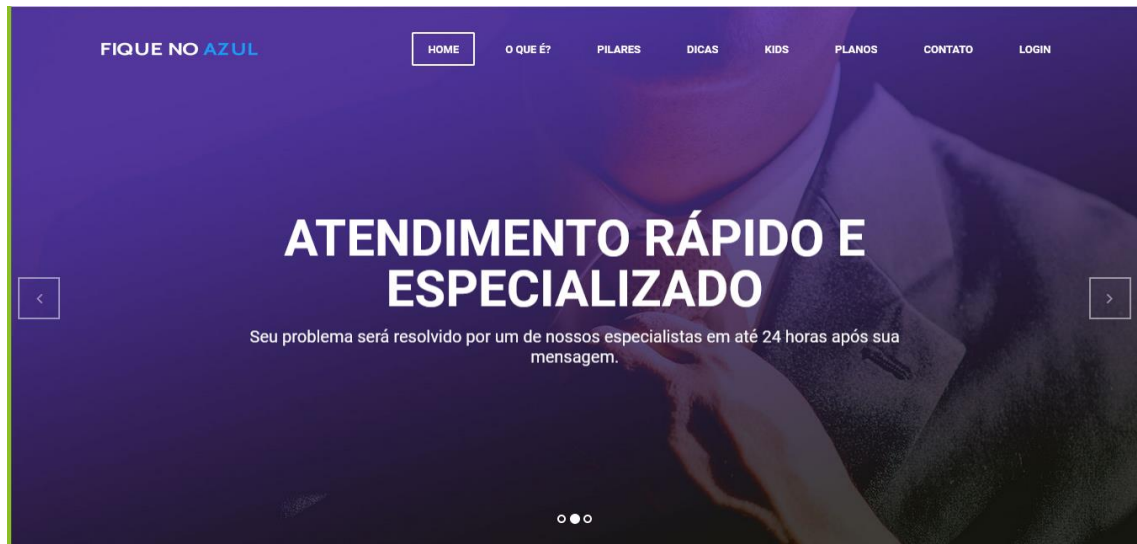 FIQUE NO AZUL
HOME O QUE É? PILARES DICAS KIDS PLANOS CONTATO LOGIN
ATENDIMENTO RÁPIDO E
ESPECIALIZADO
Seu problema será resolvido por um de nossos especialistas em até 24 horas após sua
mensagem.